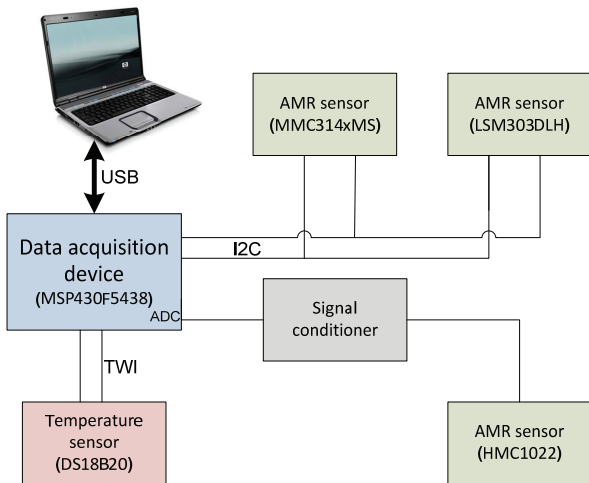 AMR sensor
(MMC314xMS)
AMR sensor
(LSM303DLH)
USB
Data acquisition
device
(MSP430F5438)
I2C
ADC
Signal
conditioner
TWI
Temperature
sensor
(DS18B20)
AMR sensor
(HMC1022)